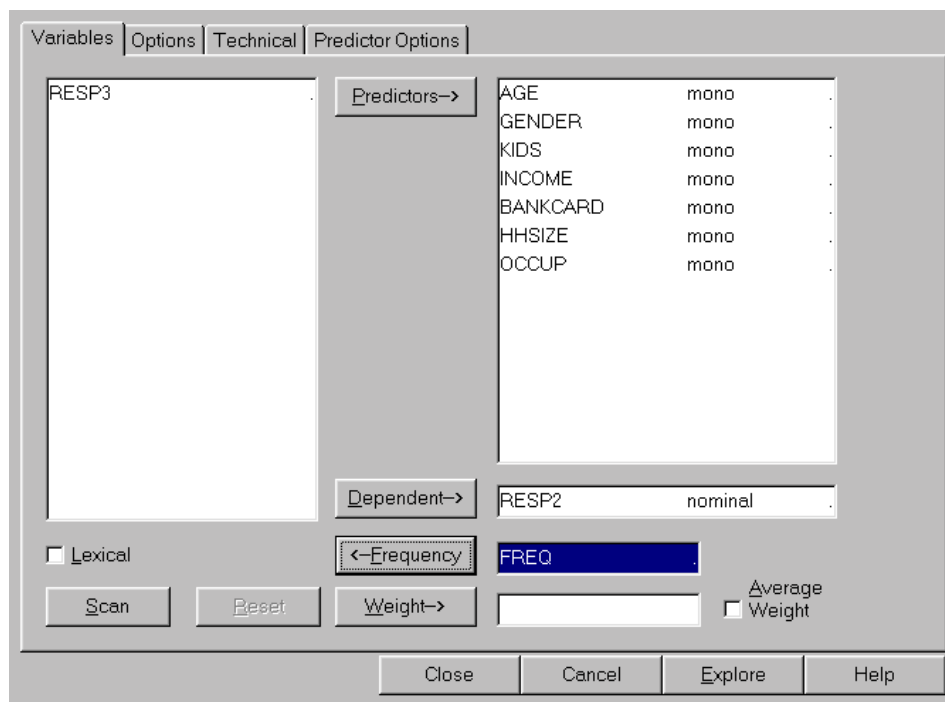 Variables Options Technical Predictor Options
RESP3 .
Predictors–>
AGE mono .
GENDER mono .
KIDS mono .
INCOME mono .
BANKCARD mono .
HHSIZE mono .
OCCUP mono .
Dependent–> RESP2 nominal .
Lexical <–Frequency FREQ .
Scan Reset Weight–> Average
Weight
Close Cancel Explore Help